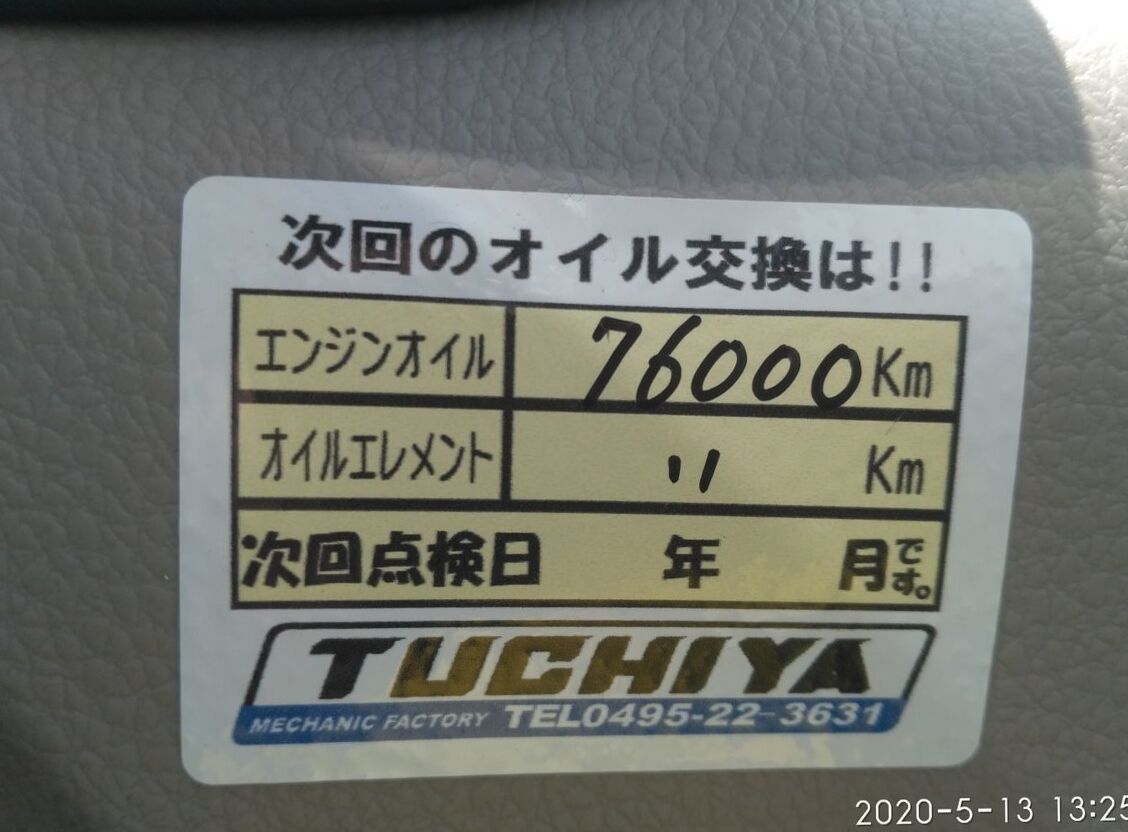 次回のオイル交換は!!
エンジンオイル 76000 Km
オイルエレメント 〃 Km
次回点検日 年 月です。
TUCHIYA
MECHANIC FACTORY TEL0495-22-3631
2020-5-13 13:25